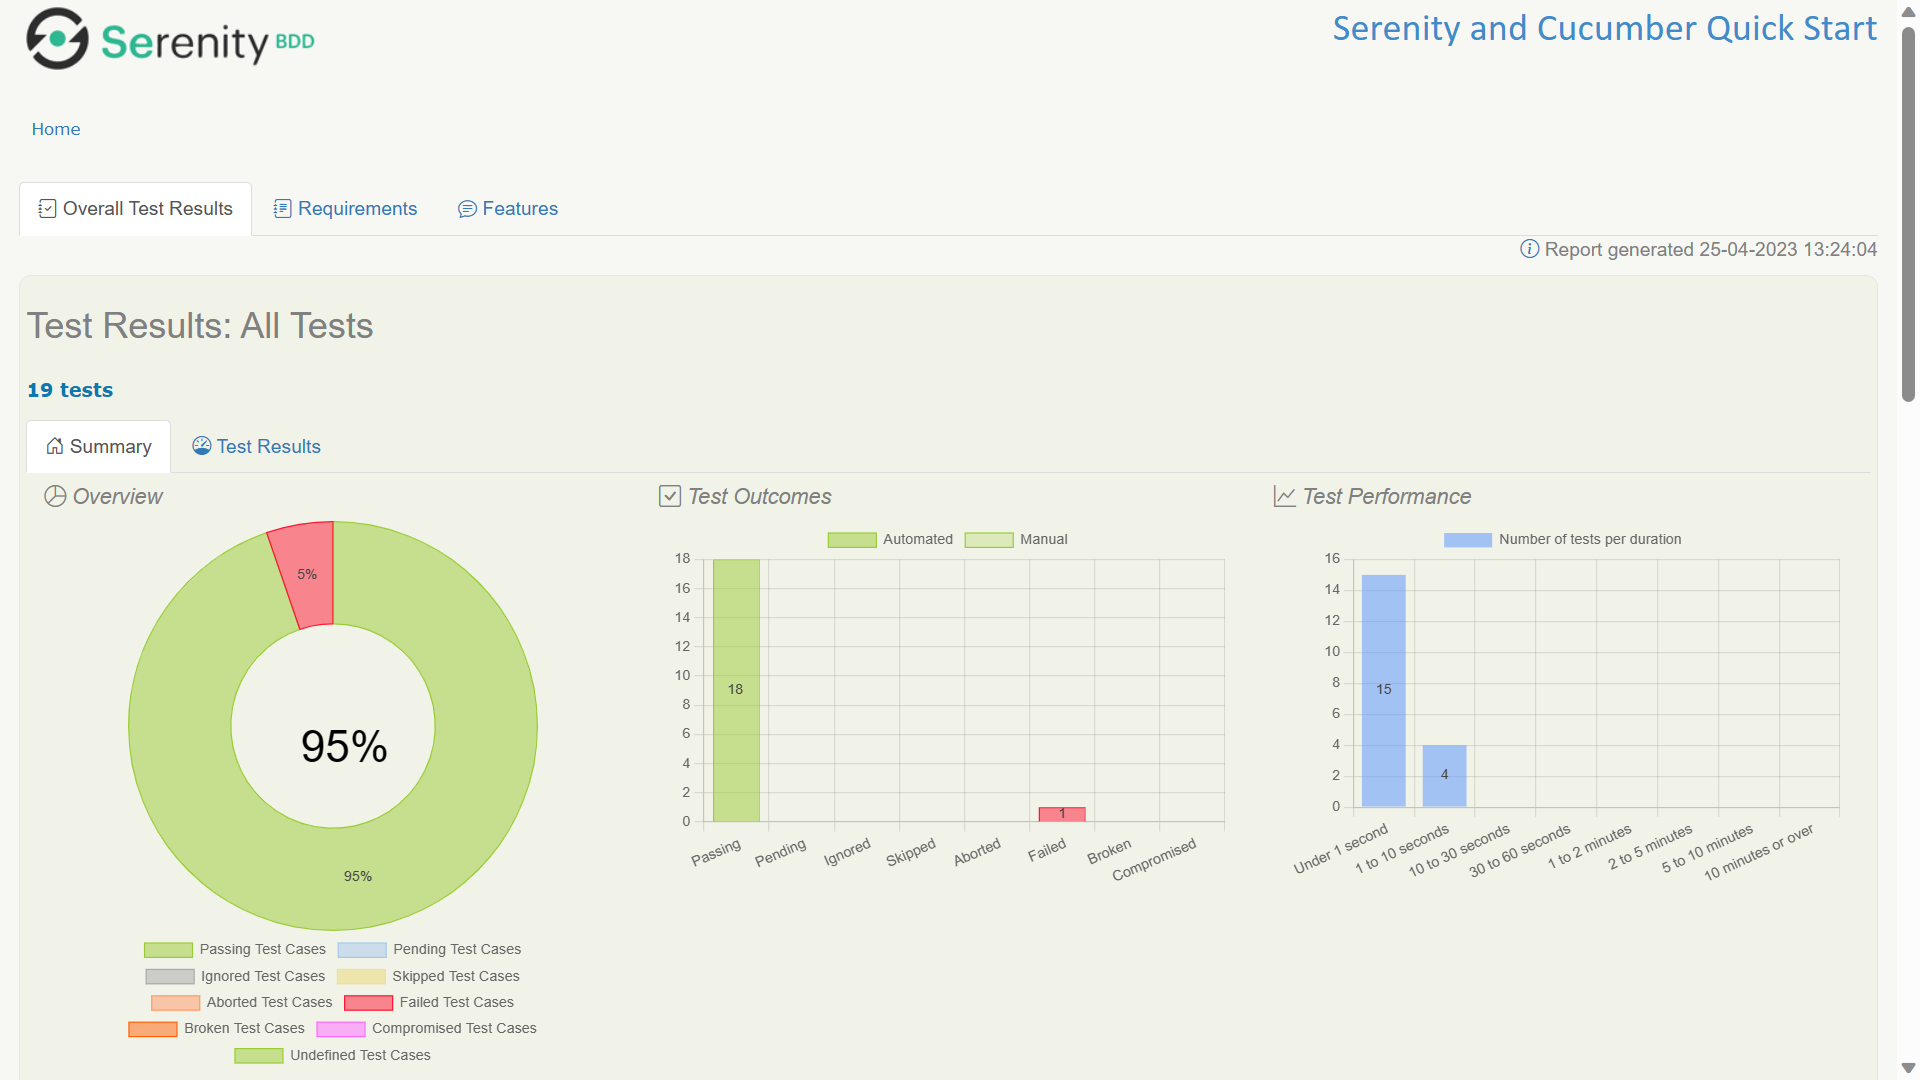 Serenity BDD
Serenity and Cucumber Quick Start
Home
Overall Test Results
Requirements
Features
Report generated 25-04-2023 13:24:04
Test Results: All Tests
19 tests
Summary
Test Results
Overview
5%
95%
95%
Passing Test Cases
Pending Test Cases
Ignored Test Cases
Skipped Test Cases
Aborted Test Cases
Failed Test Cases
Broken Test Cases
Compromised Test Cases
Undefined Test Cases
Test Outcomes
Automated
Manual
18
16
14
12
10
8
6
4
2
0
18
1
Passing
Pending
Ignored
Skipped
Aborted
Failed
Broken
Compromised
Test Performance
Number of tests per duration
16
14
12
10
8
6
4
2
0
15
4
Under 1 second
1 to 10 seconds
10 to 30 seconds
30 to 60 seconds
1 to 2 minutes
2 to 5 minutes
5 to 10 minutes
10 minutes or over